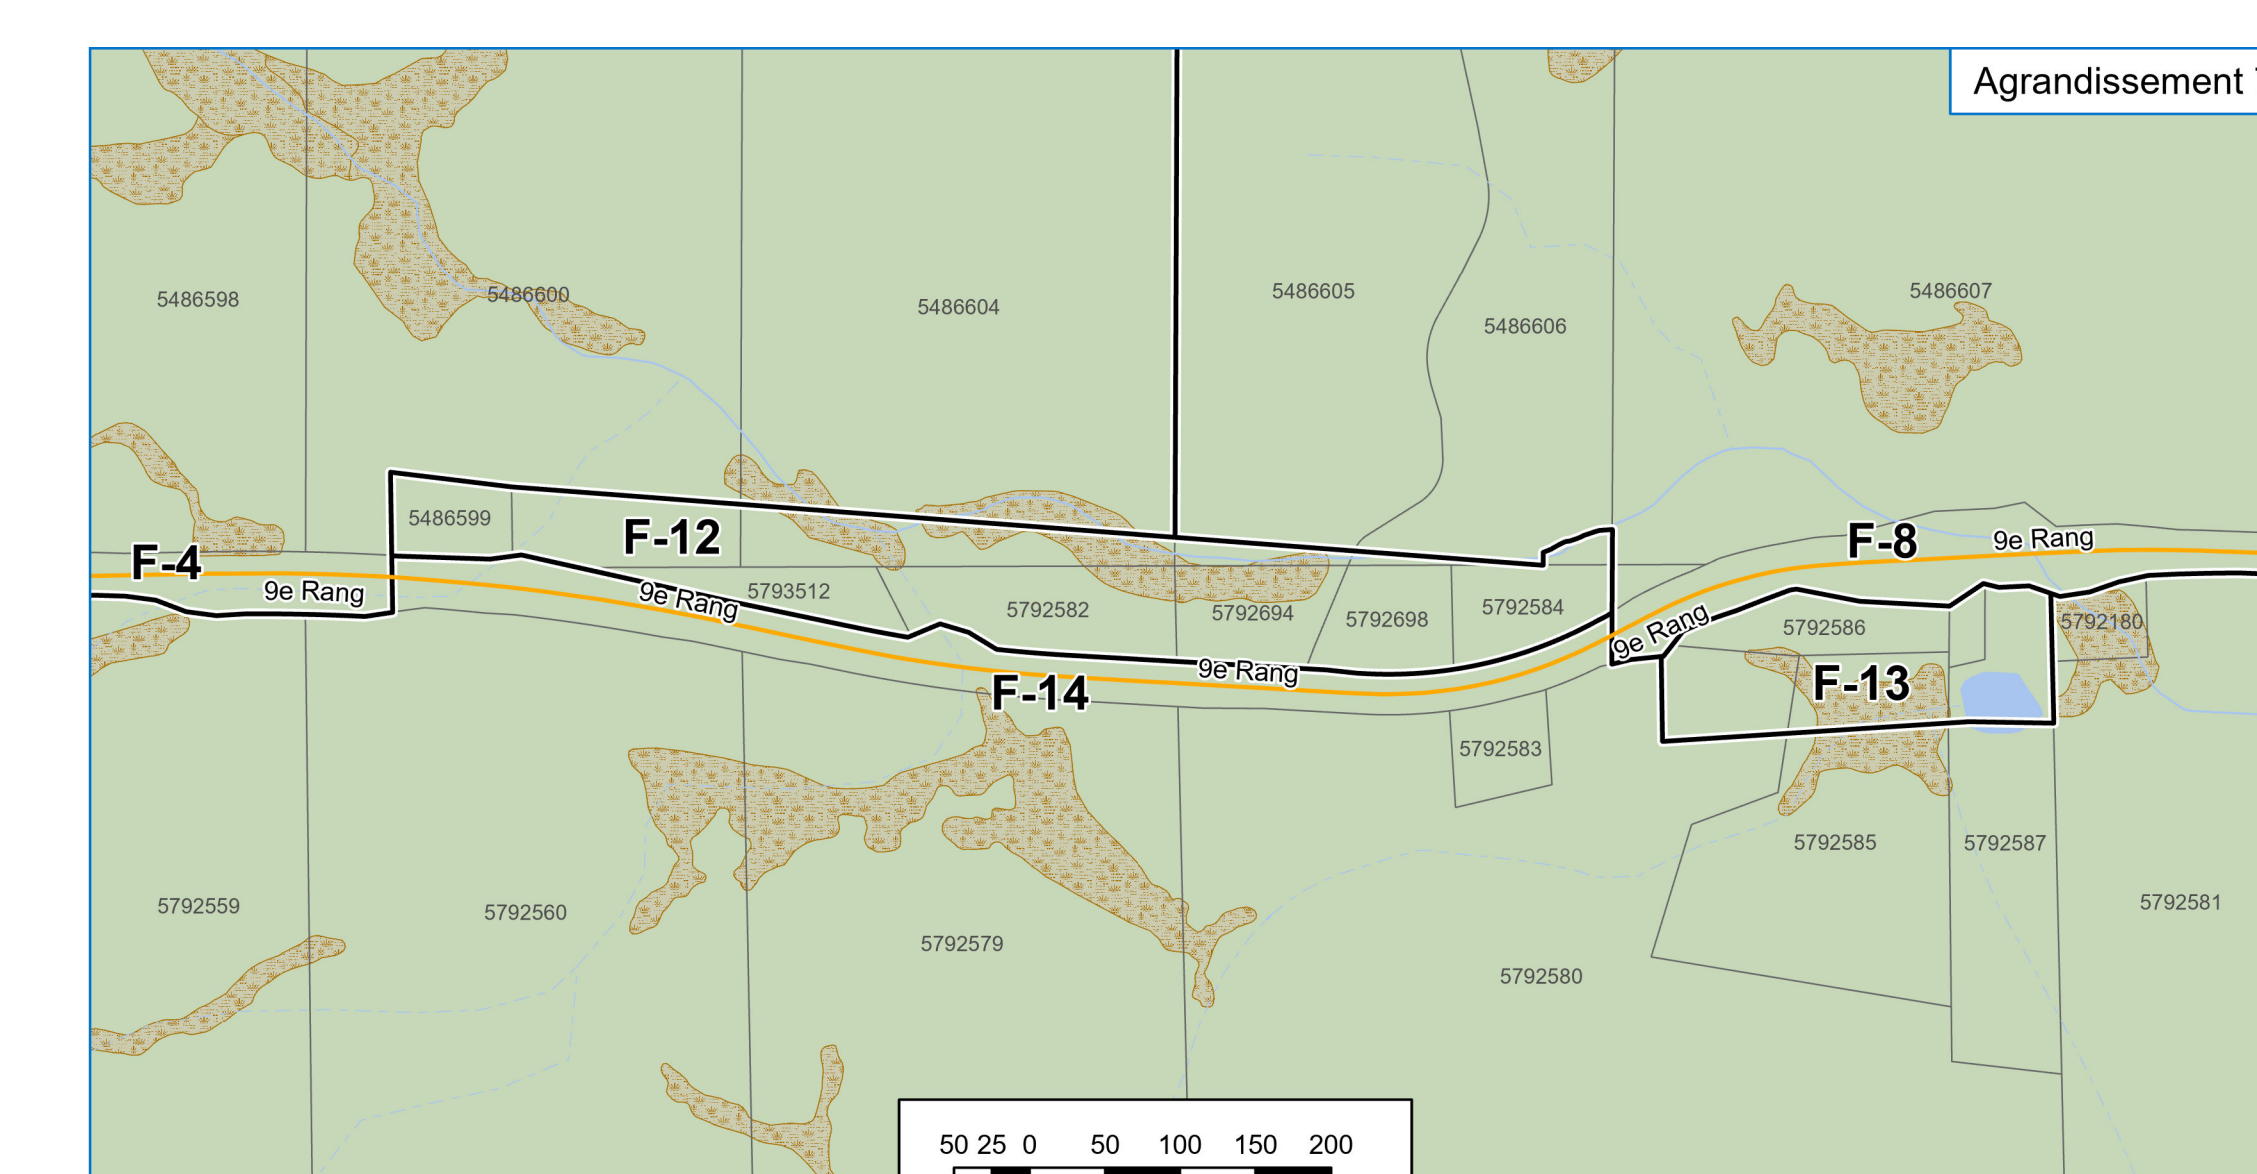 Agrandissement
5486598
5486600
5486604
5486605
5486606
5486607
5486599
F-12
F-4
9e Rang
9e Rang
5793512
5792582
5792694
5792698
5792584
9e Rang
9e Rang
F-8
9e Rang
5792586
5792180
F-13
F-14
5792583
5792585
5792587
5792559
5792560
5792579
5792580
5792581
50 25 0 50 100 150 200